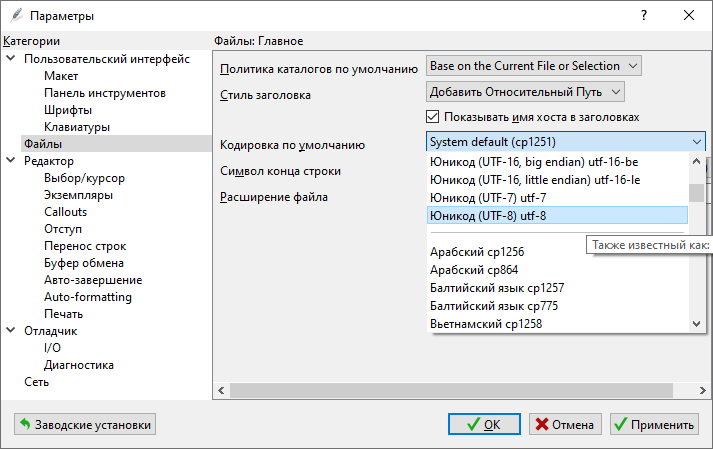 Параметры
?
Категории
Файлы: Главное
Пользовательский интерфейс
Макет
Панель инструментов
Шрифты
Клавиатуры
Файлы
Редактор
Выбор/курсор
Экземпляры
Callouts
Отступ
Перенос строк
Буфер обмена
Авто-завершение
Auto-formatting
Печать
Отладчик
I/O
Диагностика
Сеть
Политика каталогов по умолчанию
Base on the Current File or Selection
Стиль заголовка
Добавить Относительный Путь
Показывать имя хоста в заголовках
Кодировка по умолчанию
System default (cp1251)
Символ конца строки
Расширение файла
Юникод (UTF-16, big endian) utf-16-be
Юникод (UTF-16, little endian) utf-16-le
Юникод (UTF-7) utf-7
Юникод (UTF-8) utf-8
Также известный как:
Арабский cp1256
Арабский cp864
Балтийский язык cp1257
Балтийский язык cp775
Вьетнамский cp1258
Заводские установки
OK
Отмена
Применить